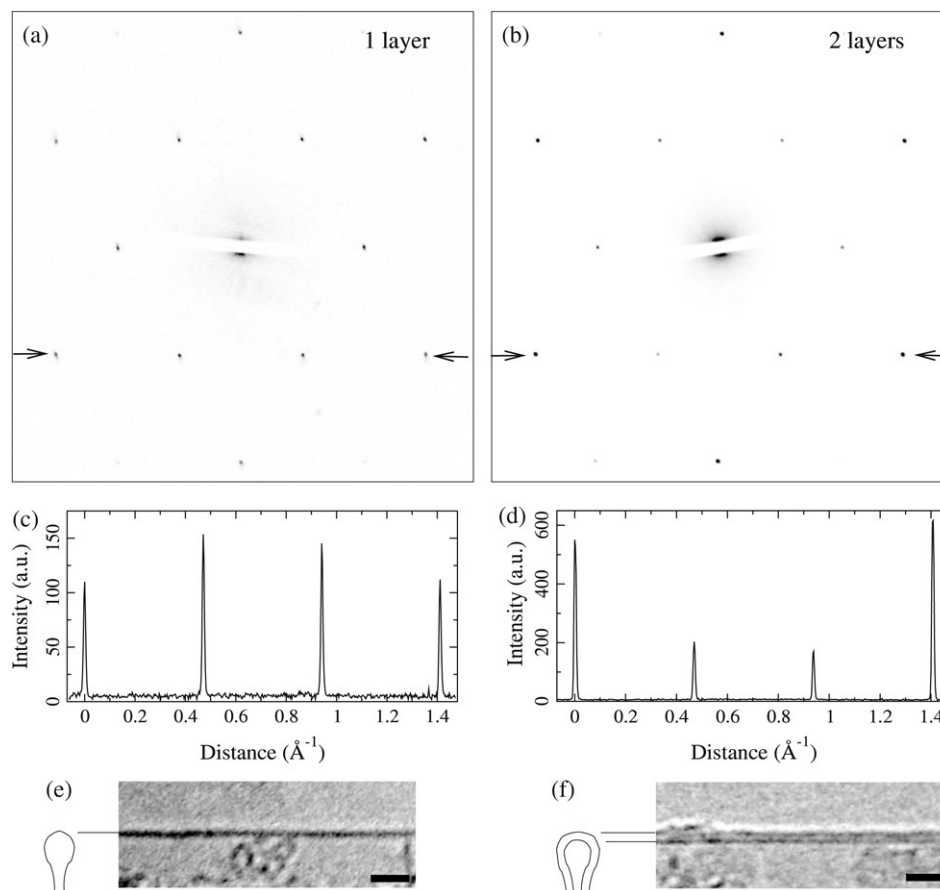 (a)
1 layer
(b)
2 layers
(c)
Intensity (a.u.)
0
50
100
150
0
0.2
0.4
0.6
0.8
1
1.2
1.4
Distance (Å⁻¹)
(d)
Intensity (a.u.)
0
200
400
600
0
0.2
0.4
0.6
0.8
1
1.2
1.4
Distance (Å⁻¹)
(e)
(f)